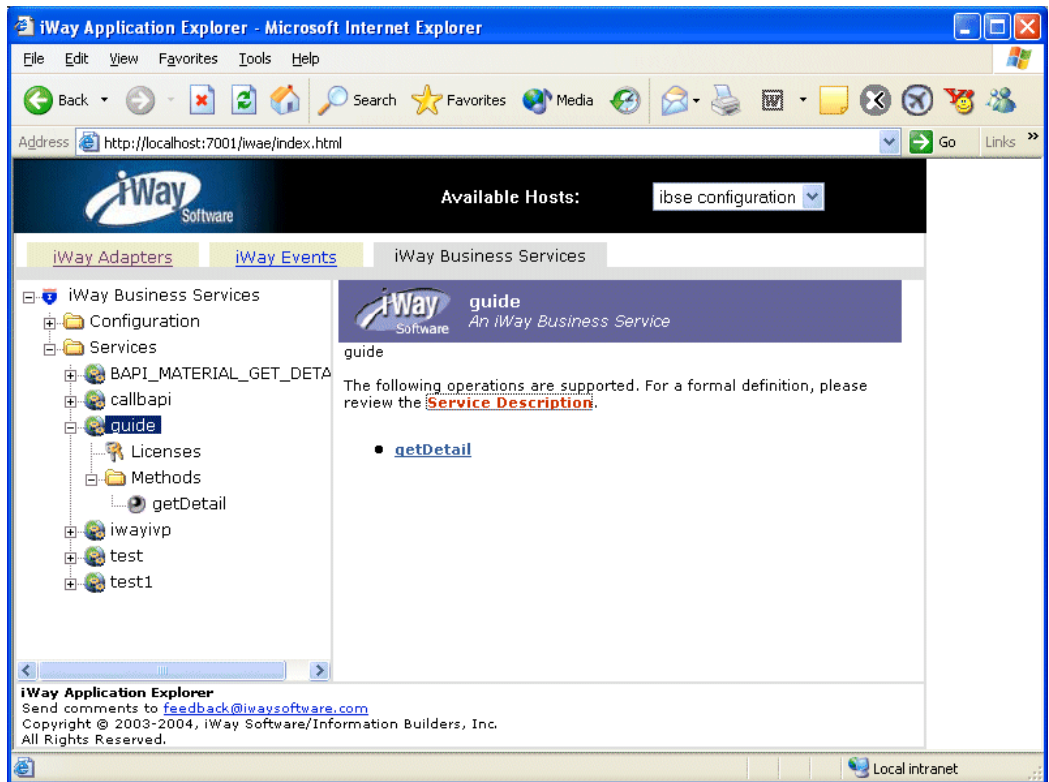 iWay Application Explorer - Microsoft Internet Explorer
File Edit View Favorites Tools Help
Back Search Favorites Media
Address http://localhost:7001/iwae/index.html Go Links »
iWay
Software
Available Hosts: ibse configuration
iWay Adapters iWay Events iWay Business Services
iWay Business Services
Configuration
Services
BAPI_MATERIAL_GET_DETA
callbapi
guide
Licenses
Methods
getDetail
iwayivp
test
test1
iWay
Software
guide
An iWay Business Service
guide
The following operations are supported. For a formal definition, please
review the Service Description.
getDetail
iWay Application Explorer
Send comments to feedback@iwaysoftware.com
Copyright © 2003-2004, iWay Software/Information Builders, Inc.
All Rights Reserved.
Local intranet